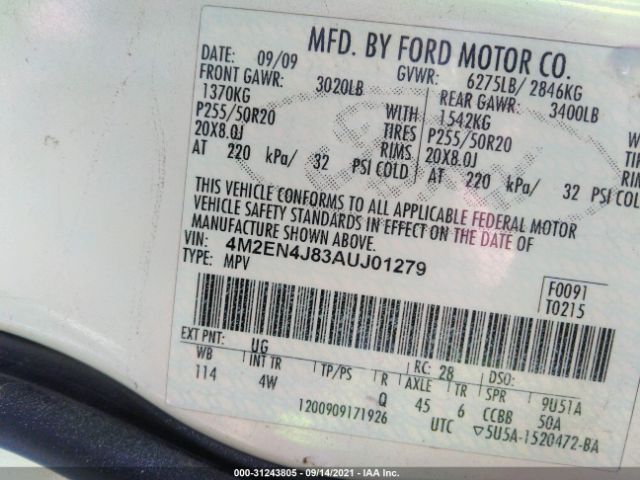 MFD. BY FORD MOTOR CO.
DATE: 09/09 GVWR: 6275LB/ 2846KG
FRONT GAWR: 3020LB REAR GAWR: 3400LB
1370KG WITH 1542KG WITH
P255/50R20 TIRES P255/50R20 TIRE
20X8.0J RIMS 20X8.0J RIM
AT 220 kPa/ 32 PSI COLD AT 220 kPa/ 32 PSI COL
THIS VEHICLE CONFORMS TO ALL APPLICABLE FEDERAL MOTOR
VEHICLE SAFETY STANDARDS IN EFFECT ON THE DATE OF
MANUFACTURE SHOWN ABOVE.
VIN: 4M2EN4J83AUJ01279
TYPE: MPV
F0091
T0215
EXT PNT: UG RC: 28 DSO:
WB INT TR TP/PS R AXLE TR SPR 9U51A
114 4W Q 45 6 CCBB 50A
1200909171926 UTC ▽5U5A-1520472-BA
000-31243805 - 09/14/2021 - IAA Inc.